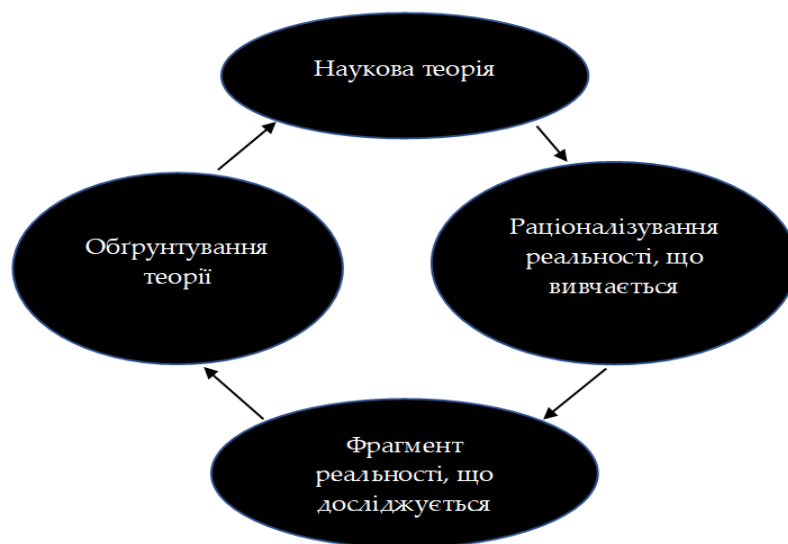 Наукова теорія
Раціоналізування
реальності, що
вивчається
Обґрунтування
теорії
Фрагмент
реальності, що
досліджується